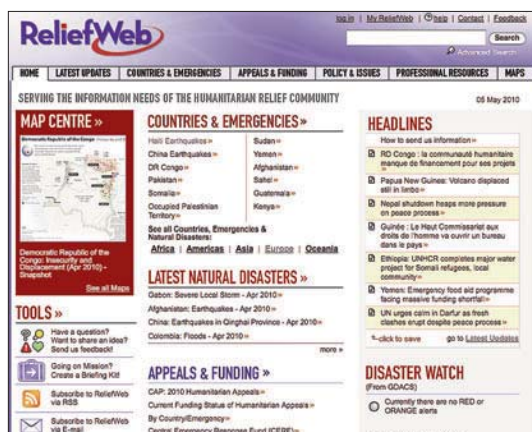 log in | My ReliefWeb | help | Contact | Feedback
ReliefWeb
Search
Advanced Search
HOME LATEST UPDATES COUNTRIES & EMERGENCIES APPEALS & FUNDING POLICY & ISSUES PROFESSIONAL RESOURCES MAPS
SERVING THE INFORMATION NEEDS OF THE HUMANITARIAN RELIEF COMMUNITY
05 May 2010
MAP CENTRE »
Democratic Republic of the
Congo: Insecurity and
Displacement (Apr 2010) -
Snapshot
See all Maps
TOOLS »
Have a question?
Want to share an idea?
Send us feedback!
Going on Mission?
Create a Briefing Kit!
Subscribe to ReliefWeb
via RSS
Subscribe to ReliefWeb
via E-mail
COUNTRIES & EMERGENCIES »
Haiti Earthquakes»
China Earthquakes»
DR Congo»
Pakistan»
Somalia»
Occupied Palestinian
Territory»
Sudan»
Yemen»
Afghanistan»
Sahel»
Guatemala»
Kenya»
See all Countries, Emergencies &
Natural Disasters:
Africa | Americas | Asia | Europe | Oceania
LATEST NATURAL DISASTERS »
Gabon: Severe Local Storm - Apr 2010»
Afghanistan: Earthquakes - Apr 2010»
China: Earthquakes in Qinghai Province - Apr 2010»
Colombia: Floods - Apr 2010»
more »
APPEALS & FUNDING »
CAP: 2010 Humanitarian Appeals»
Current Funding Status of Humanitarian Appeals»
By Country/Emergency»
Central Emergency Response Fund (CERF)»
HEADLINES
How to send us information»
RD Congo : la communauté humanitaire
manque de financement pour ses projets
»
Papua New Guinea: Volcano displaced
still in limbo»
Nepal shutdown heaps more pressure
on peace process»
Guinée : Le Haut Commissariat aux
droits de l'homme va ouvrir un bureau
dans le pays»
Ethiopia: UNHCR completes major water
project for Somali refugees, local
community»
Yemen: Emergency food aid programme
facing massive funding shortfall»
UN urges calm in Darfur as fresh
clashes erupt despite peace process»
click to save go to Latest Updates
DISASTER WATCH
(From GDACS)
Currently there are no RED or
ORANGE alerts